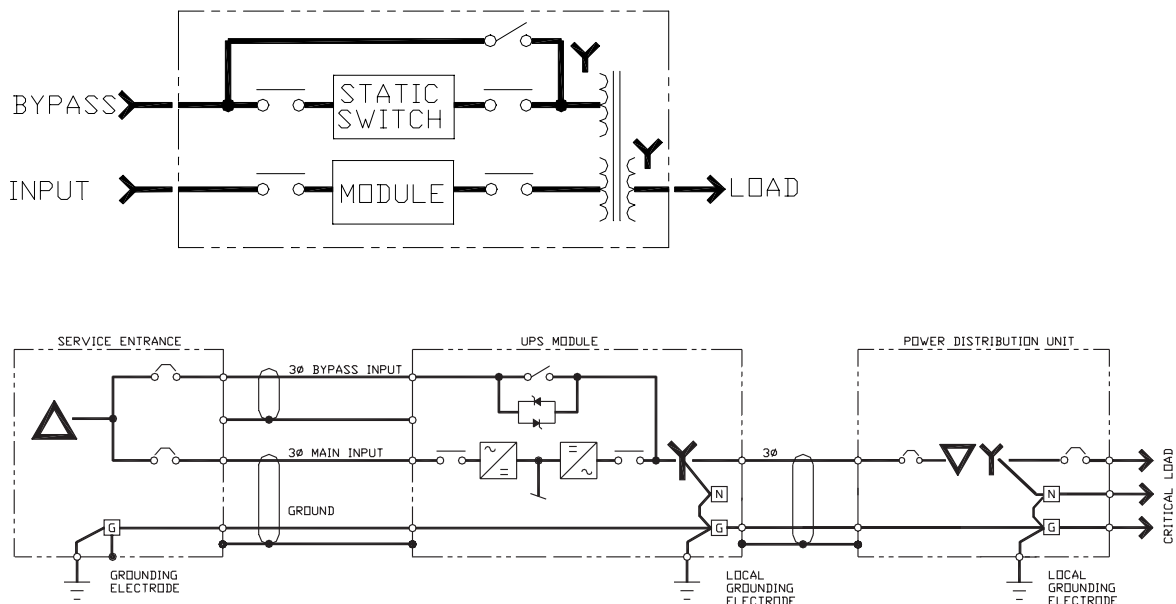 BYPASS
STATIC
SWITCH
INPUT
MODULE
LOAD
SERVICE ENTRANCE
UPS MODULE
POWER DISTRIBUTION UNIT
3ø BYPASS INPUT
3ø MAIN INPUT
3ø
N
N
GROUND
G
G
G
CRITICAL LOAD
GROUNDING
ELECTRODE
LOCAL
GROUNDING
ELECTRODE
LOCAL
GROUNDING
ELECTRODE